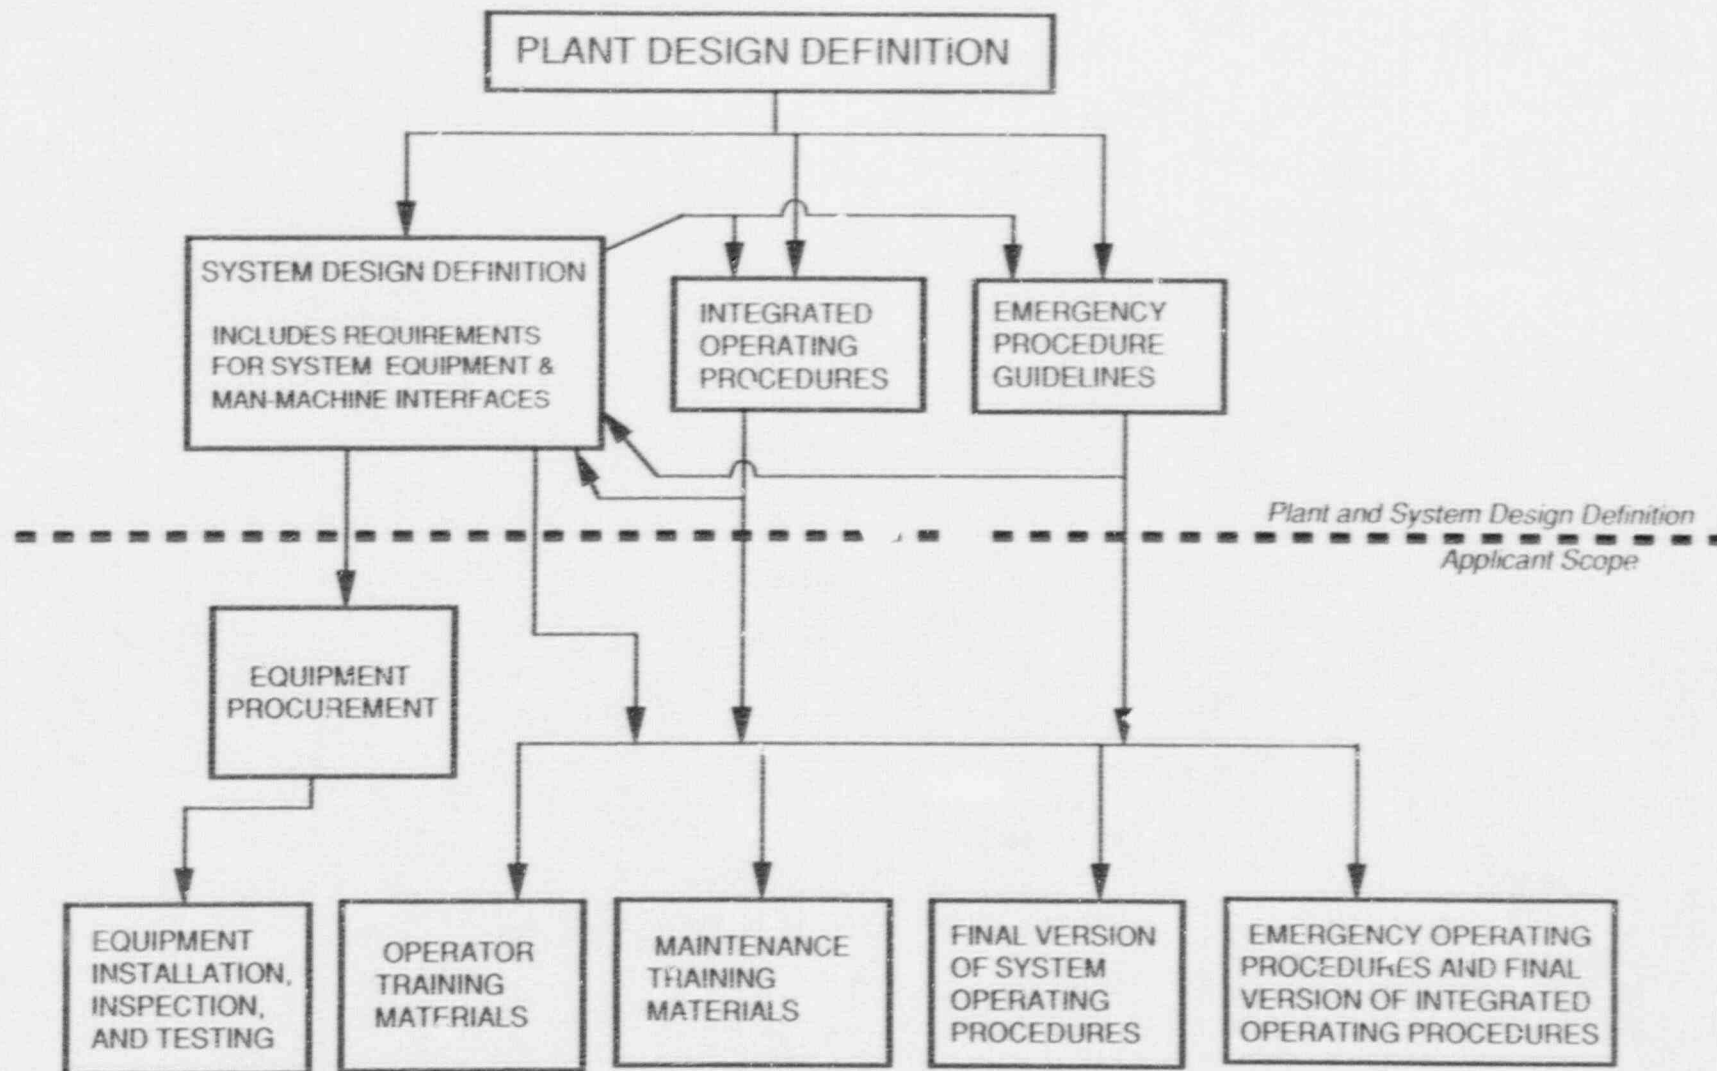 PLANT DESIGN DEFINITION
SYSTEM DESIGN DEFINITION
INCLUDES REQUIREMENTS
FOR SYSTEM EQUIPMENT &
MAN-MACHINE INTERFACES
INTEGRATED
OPERATING
PROCEDURES
EMERGENCY
PROCEDURE
GUIDELINES
Plant and System Design Definition
Applicant Scope
EQUIPMENT
PROCUREMENT
EQUIPMENT
INSTALLATION,
INSPECTION,
AND TESTING
OPERATOR
TRAINING
MATERIALS
MAINTENANCE
TRAINING
MATERIALS
FINAL VERSION
OF SYSTEM
OPERATING
PROCEDURES
EMERGENCY OPERATING
PROCEDURES AND FINAL
VERSION OF INTEGRATED
OPERATING PROCEDURES